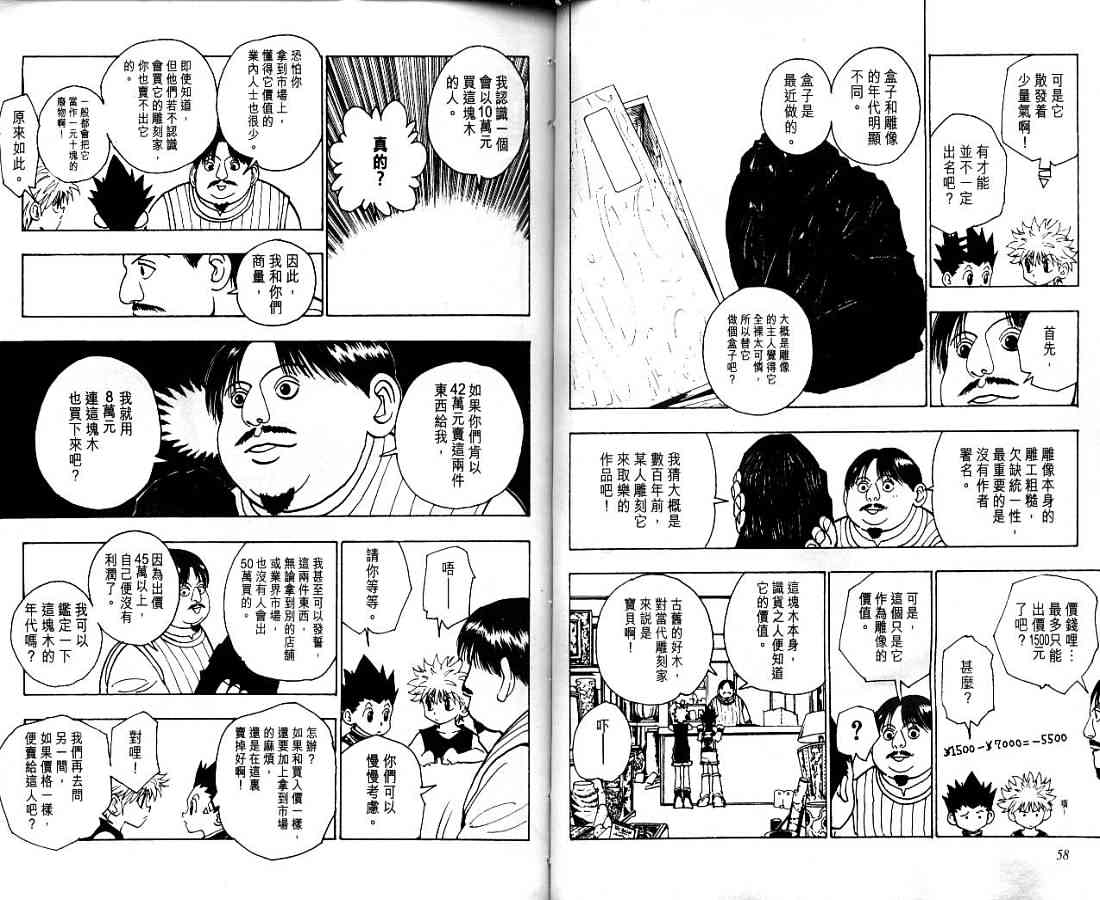 可是它
散發着
少量氣啊！
有才能
並不一定
出名吧？
盒子和雕像
的年代明顯
不同。
盒子是
最近做的。
大概是雕像
的主人覺得它
全裸太可憐，
所以替它
做個盒子吧？
首先，
雕像本身的
雕工粗糙，
欠缺統一性，
最重要的是
沒有作者
署名。
我猜大概是
數百年前，
某人雕刻它
來取樂的
作品吧！
價錢哩…
最多只能
出價1500元
了吧？
甚麼？
¥1500-¥7000=-5500
可是，
這個只是它
作為雕像的
價值。
？
這塊木本身，
識貨之人便知道
它的價值。
古舊的好木，
對當代雕刻家
來說是
寶貝啊！
吓！
58
我認識一個
會以10萬元
買這塊木
的人。
真的？
恐怕你
拿到市場上，
懂得它價值的
業內人士也很少。
即使知道，
但他們若不認識
會買它的雕刻家，
你也賣不出它
的。
一般都會把它
當作一元十塊的
廢物啊！
原來如此。
因此，
我和你們
商量，
如果你們肯以
42萬元賣這兩件
東西給我，
我就用
8萬元
連這塊木
也買下來吧？
唔—
請你等等。
你們可以
慢慢考慮。
我甚至可以發誓，
這兩件東西，
無論拿到別的店舖
或業界市場，
也沒有人會出
50萬買的。
因為出價
45萬以上，
自己便沒有
利潤了。
我可以
鑑定一下
這塊木的
年代嗎？
怎辦？
如果和買入價一樣，
還要加上拿到市場
的麻煩，
還是在這裏
賣掉好啊！
對哩！
我們再去問
另一間，
如果價格一樣，
便賣給這人吧？